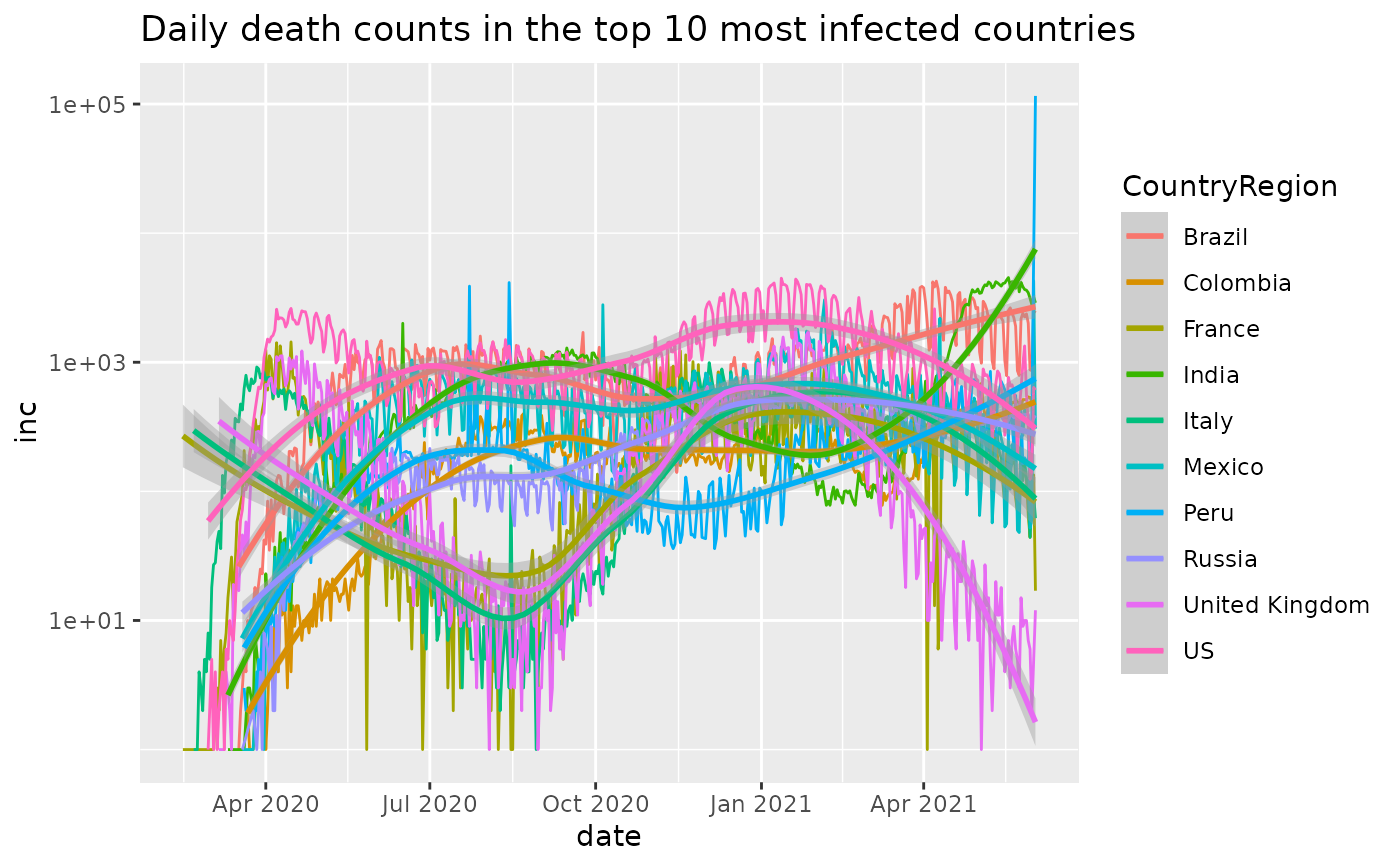 Daily death counts in the top 10 most infected countries
1e+05
1e+03
1e+01
inc
Apr 2020
Jul 2020
Oct 2020
Jan 2021
Apr 2021
date
CountryRegion
Brazil
Colombia
France
India
Italy
Mexico
Peru
Russia
United Kingdom
US